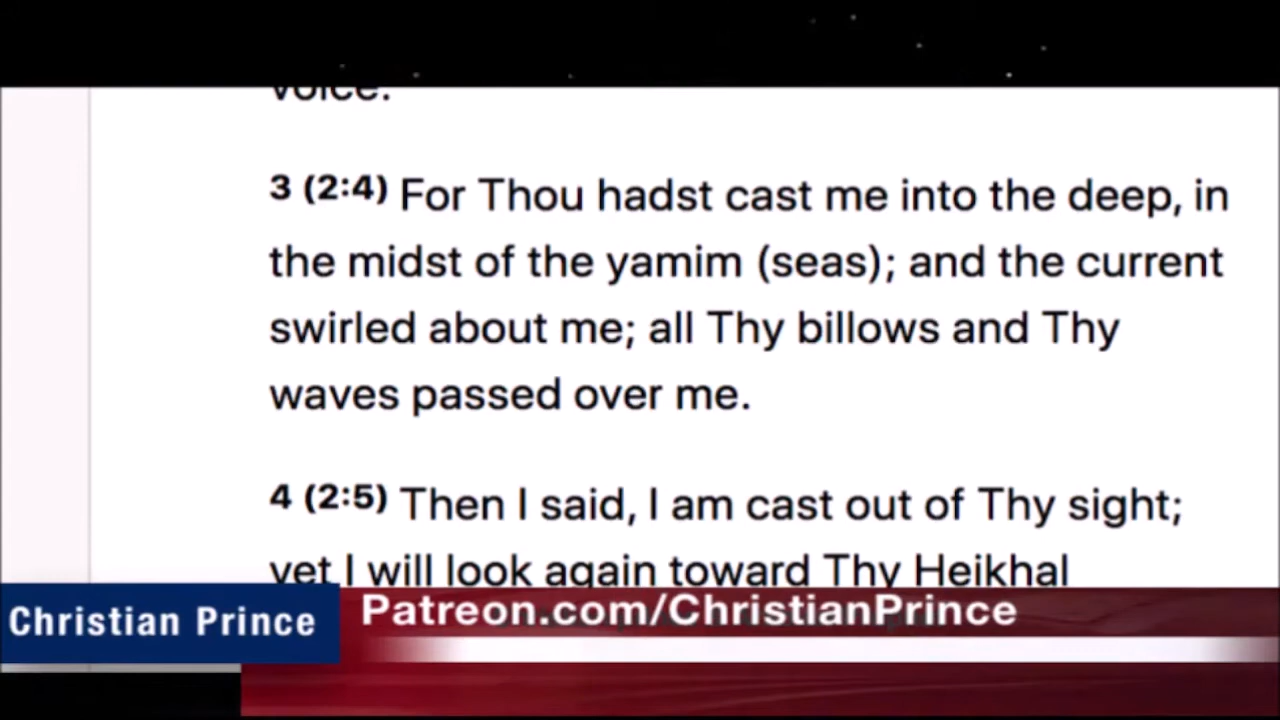 voice.
3 (2:4) For Thou hadst cast me into the deep, in
the midst of the yamim (seas); and the current
swirled about me; all Thy billows and Thy
waves passed over me.
4 (2:5) Then I said, I am cast out of Thy sight;
yet I will look again toward Thy Heikhal
Christian Prince
Patreon.com/ChristianPrince